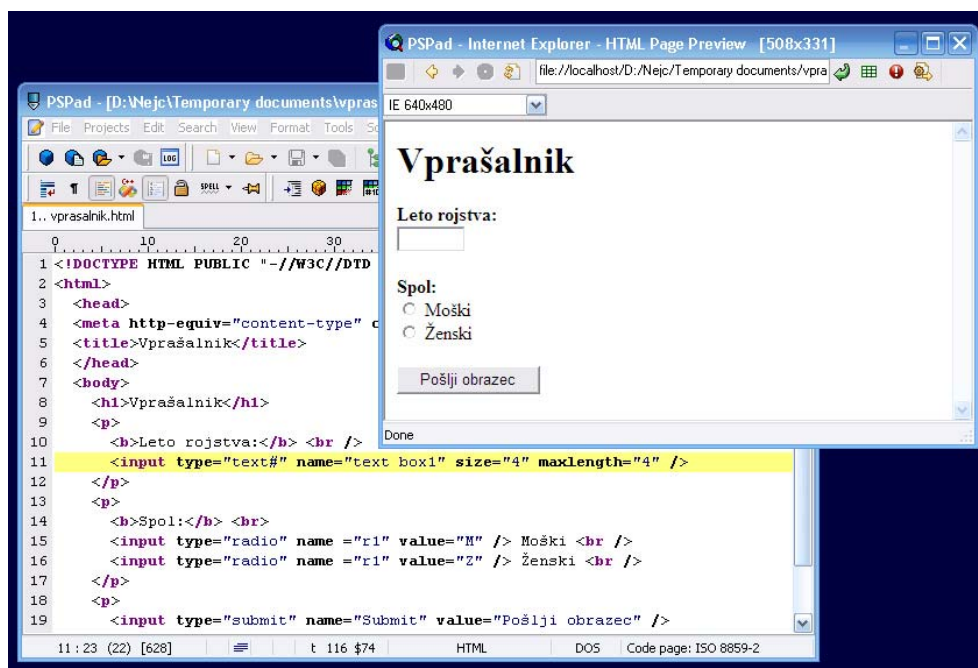 PSPad - Internet Explorer - HTML Page Preview [508x331]
file://localhost/D:/Nejc/Temporary documents/vpra
IE 640x480
Vprašalnik
Leto rojstva:
Spol:
Moški
Ženski
Pošlji obrazec
Done
PSPad - [D:\Nejc\Temporary documents\vpras
File Projects Edit Search View Format Tools
LOG
SPELL
1.. vprasalnik.html
0 10 20 30
1 <!DOCTYPE HTML PUBLIC "-//W3C//DTD
2 <html>
3 <head>
4 <meta http-equiv="content-type" c
5 <title>Vprašalnik</title>
6 </head>
7 <body>
8 <h1>Vprašalnik</h1>
9 <p>
10 <b>Leto rojstva:</b> <br />
11 <input type="text#" name="text box1" size="4" maxlength="4" />
12 </p>
13 <p>
14 <b>Spol:</b> <br>
15 <input type="radio" name ="r1" value="M" /> Moški <br />
16 <input type="radio" name ="r1" value="Z" /> Ženski <br />
17 </p>
18 <p>
19 <input type="submit" name="Submit" value="Pošlji obrazec" />
11 : 23 (22) [628] t 116 $74 HTML DOS Code page: ISO 8859-2